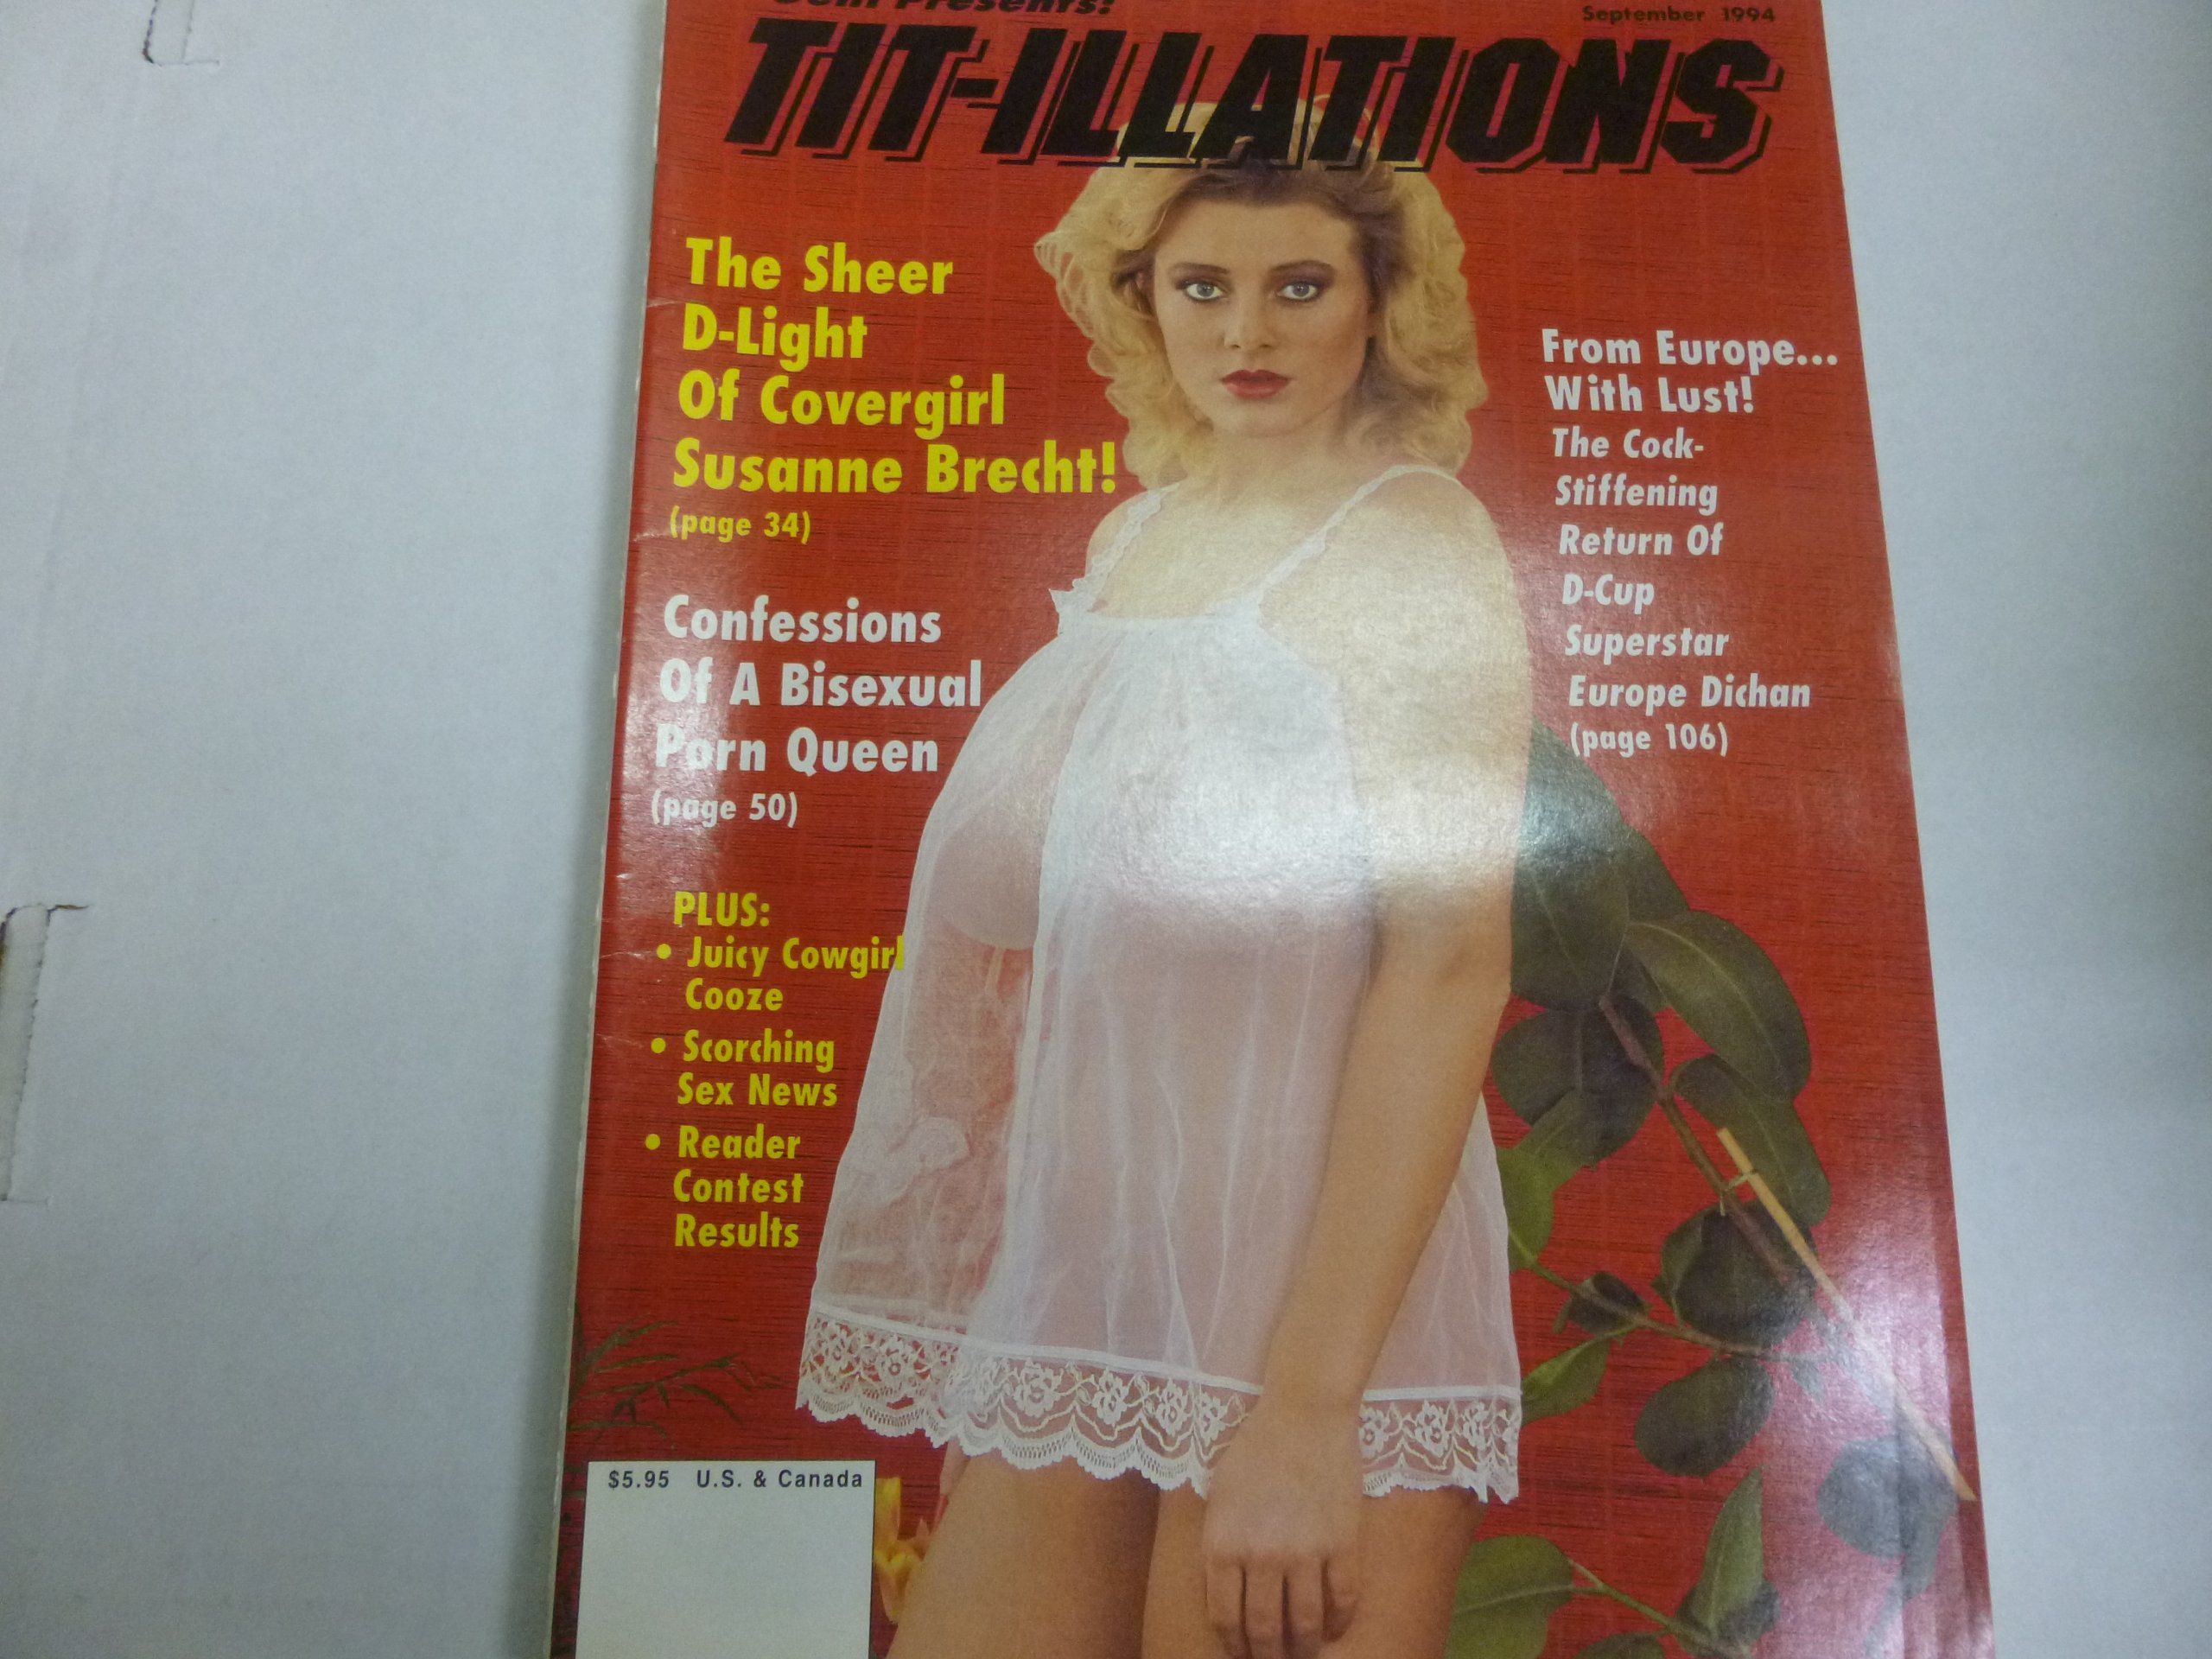 Gem Presents:
September 1994
TIT-ILLATIONS
The Sheer
D-Light
Of Covergirl
Susanne Brecht!
(page 34)
Confessions
Of A Bisexual
Porn Queen
(page 50)
PLUS:
• Juicy Cowgirl
Cooze
• Scorching
Sex News
• Reader
Contest
Results
From Europe...
With Lust!
The Cock-
Stiffening
Return Of
D-Cup
Superstar
Europe Dichan
(page 106)
$5.95 U.S. & Canada